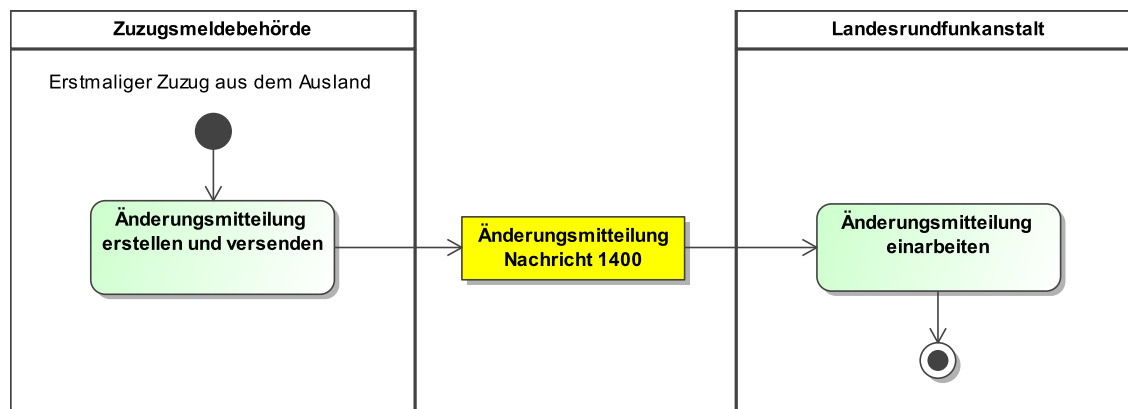 Zuzugsmeldebehörde
Landesrundfunkanstalt
Erstmaliger Zuzug aus dem Ausland
Änderungsmitteilung
erstellen und versenden
Änderungsmitteilung
Nachricht 1400
Änderungsmitteilung
einarbeiten